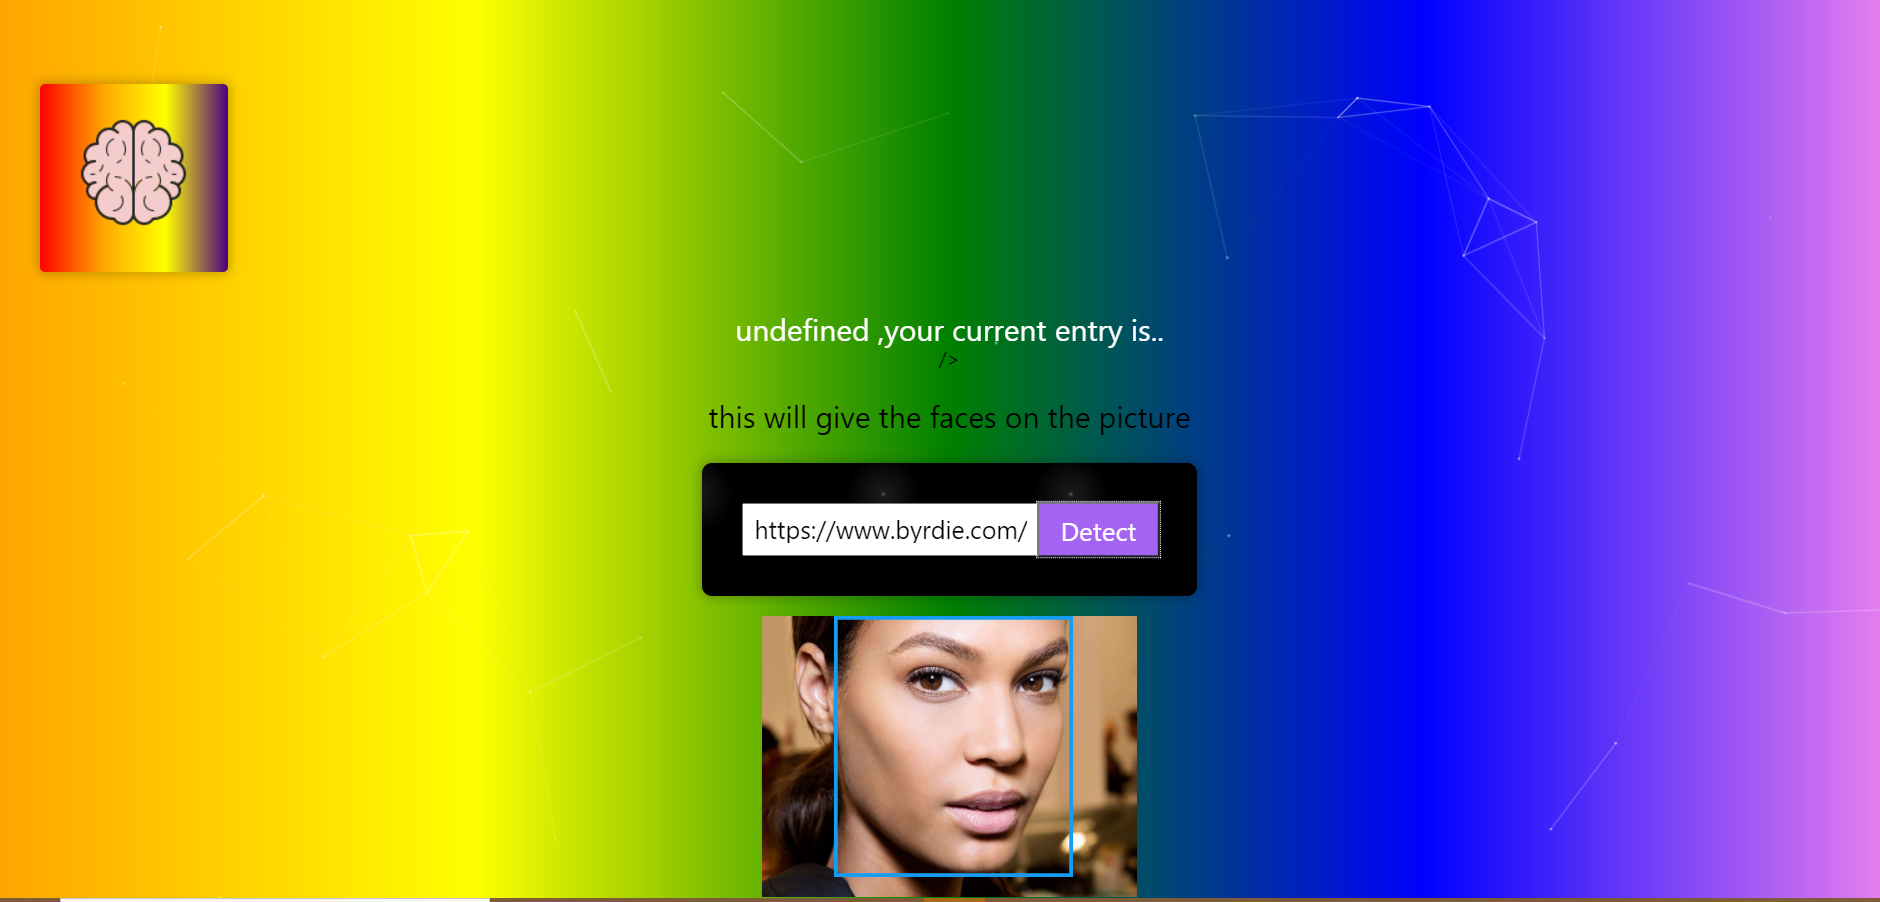 undefined ,your current entry is..
/>
this will give the faces on the picture
https://www.byrdie.com/ Detect